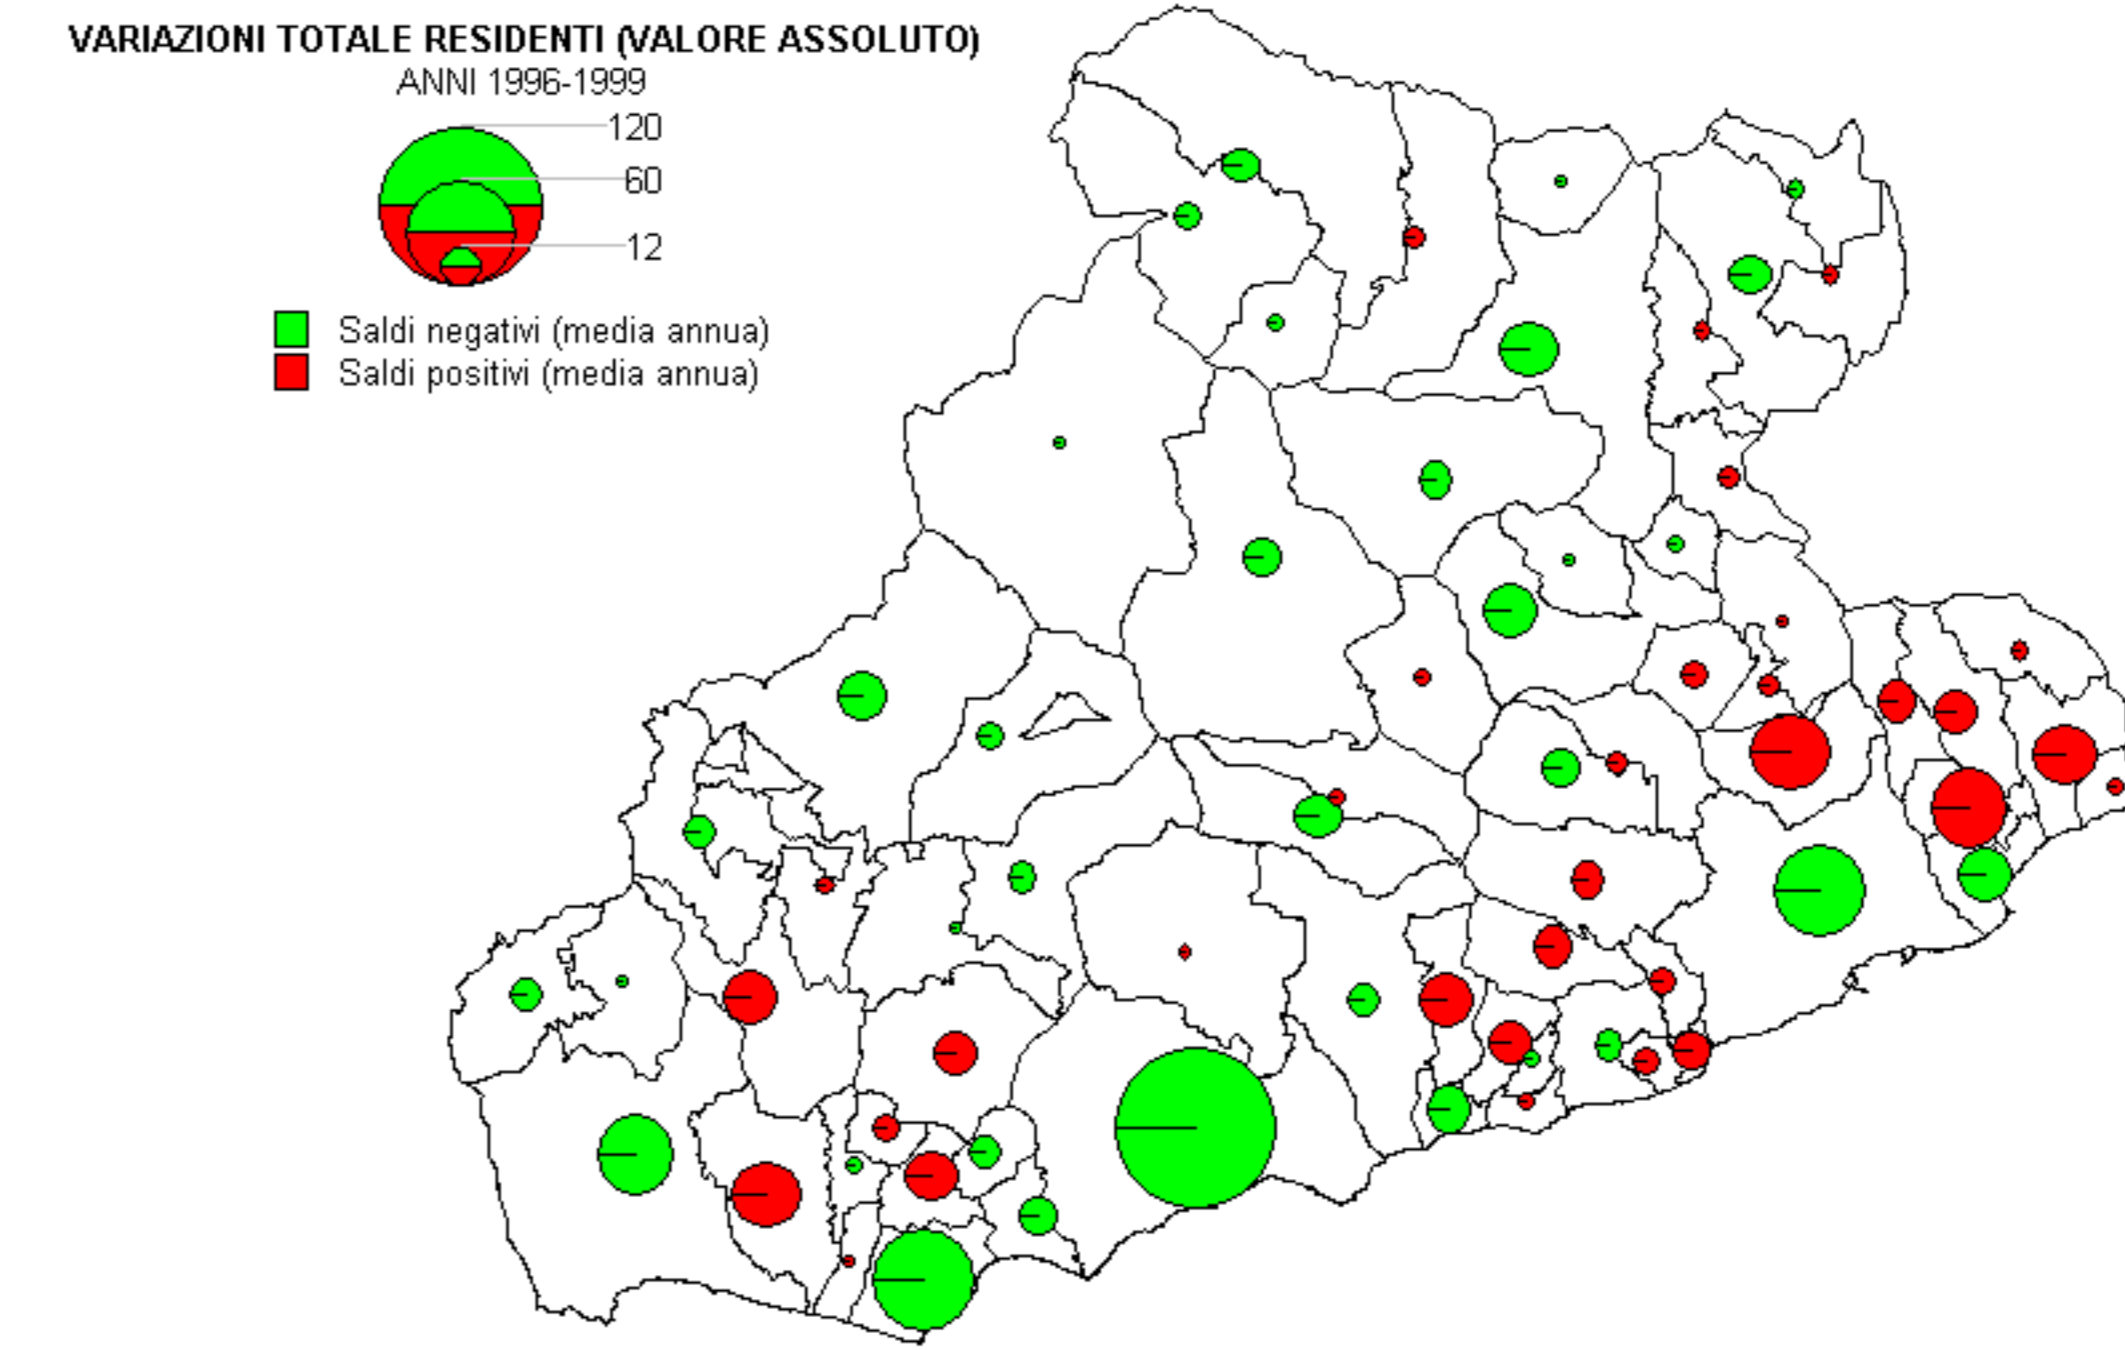 VARIAZIONI TOTALE RESIDENTI (VALORE ASSOLUTO)
ANNI 1996-1999
120
60
12
Saldi negativi (media annua)
Saldi positivi (media annua)